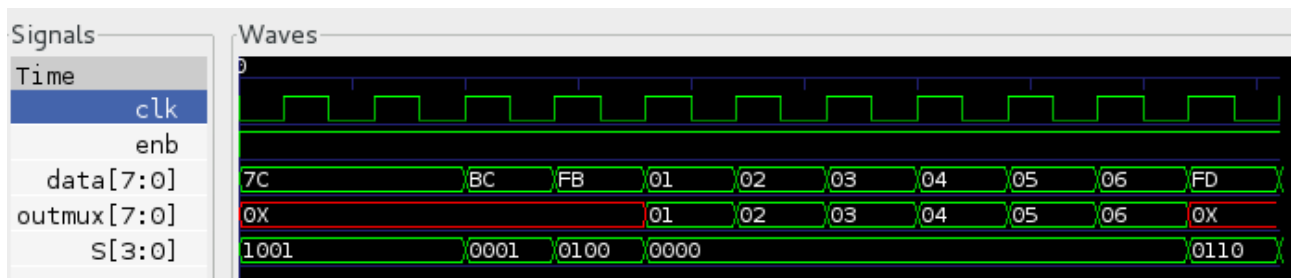 Signals Waves
Time 0
clk
enb
data[7:0] 7C BC FB 01 02 03 04 05 06 FD
outmux[7:0] 0X 01 02 03 04 05 06 0X
S[3:0] 1001 0001 0100 0000 0110